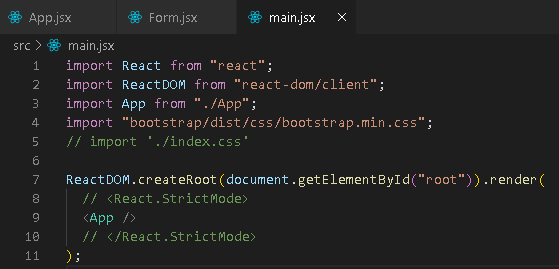 App.jsx Form.jsx main.jsx ×
src > main.jsx
1 import React from "react";
2 import ReactDOM from "react-dom/client";
3 import App from "./App";
4 import "bootstrap/dist/css/bootstrap.min.css";
5 // import './index.css'
6
7 ReactDOM.createRoot(document.getElementById("root")).render(
8 // <React.StrictMode>
9 <App />
10 // </React.StrictMode>
11 );